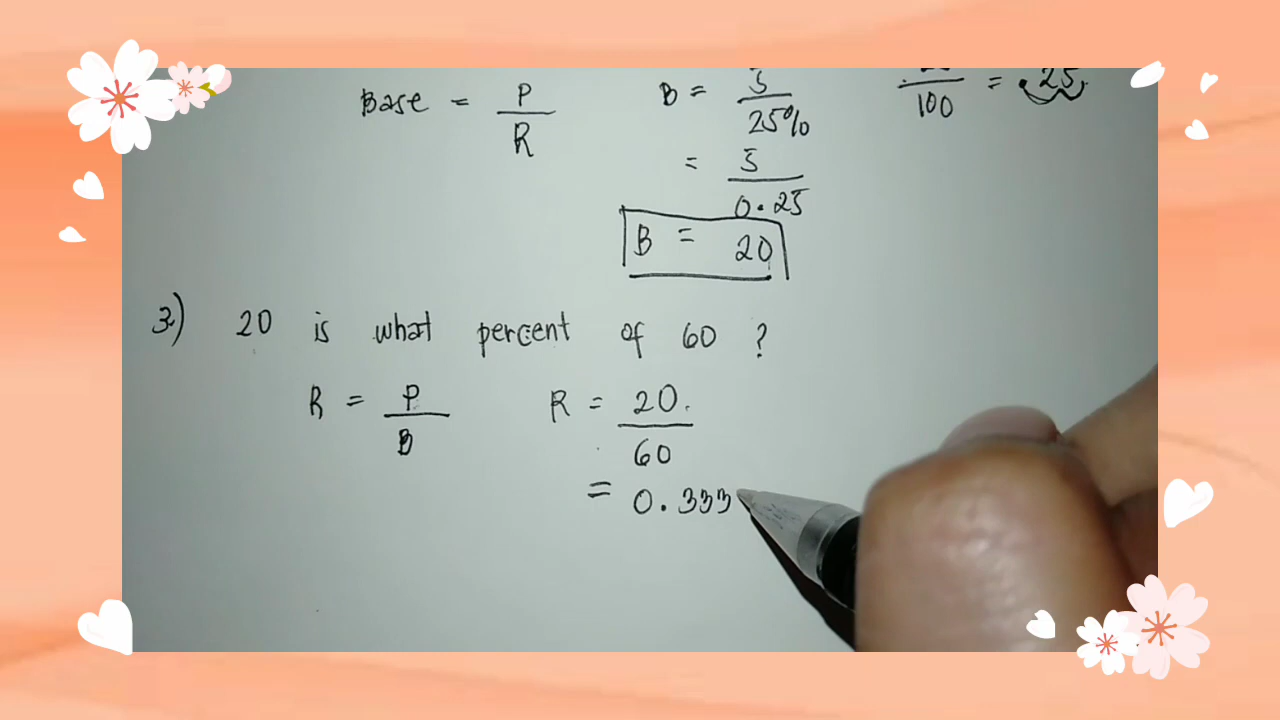 Base = P / R
B = 5 / 25%
/ 100 = .25.
= 5 / 0.25
B = 20
3) 20 is what percent of 60 ?
R = P / B
R = 20 / 60
= 0.333